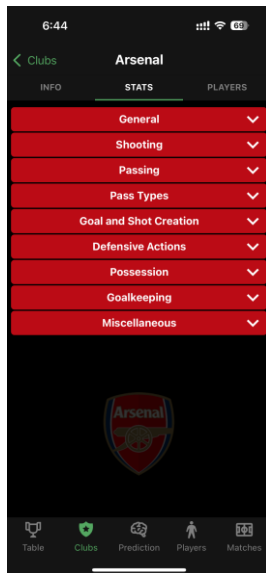 6:44
69
Clubs
Arsenal
INFO
STATS
PLAYERS
General
Shooting
Passing
Pass Types
Goal and Shot Creation
Defensive Actions
Possession
Goalkeeping
Miscellaneous
Arsenal
Table
Clubs
Prediction
Players
Matches